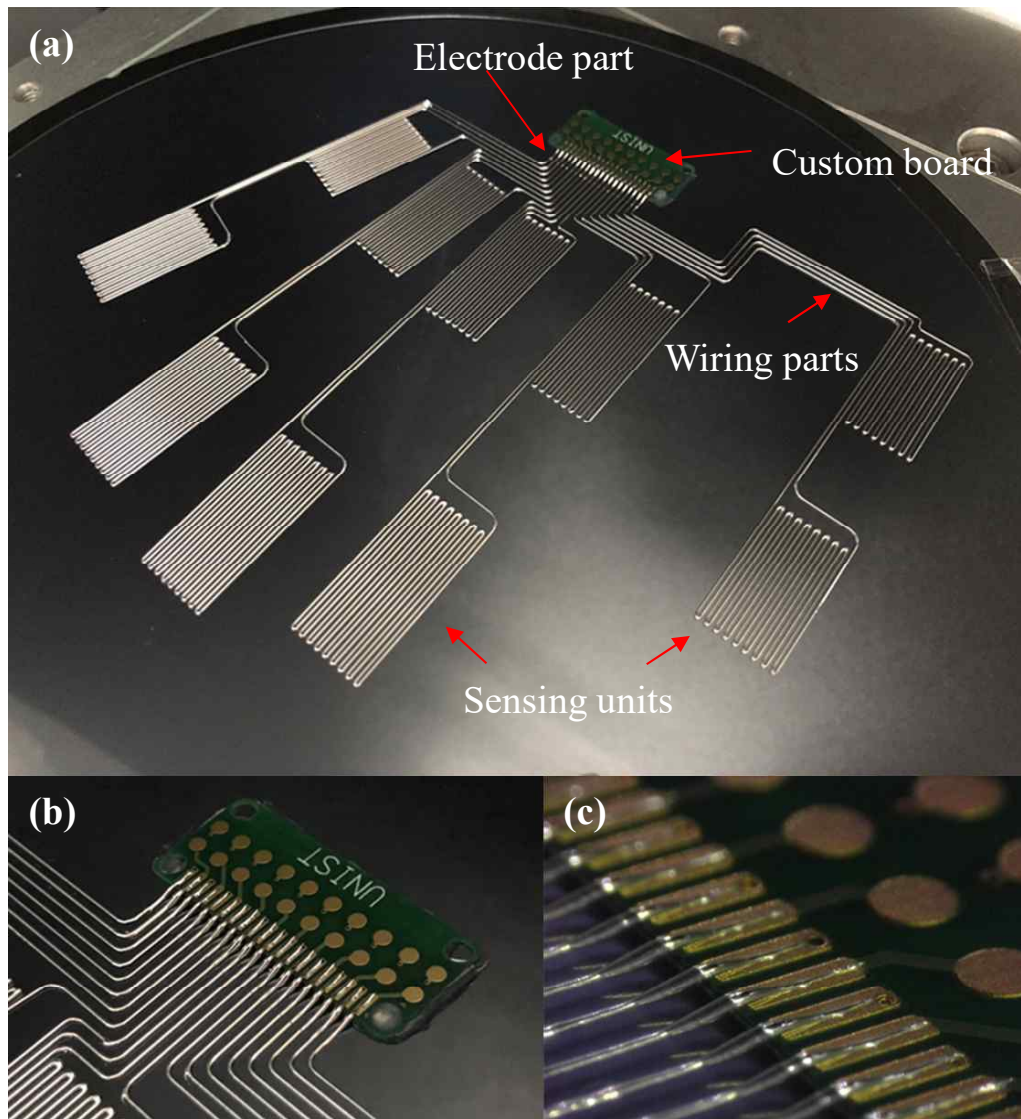 (a)
Electrode part
UNIST
Custom board
Wiring parts
Sensing units
(b)
UNIST
(c)